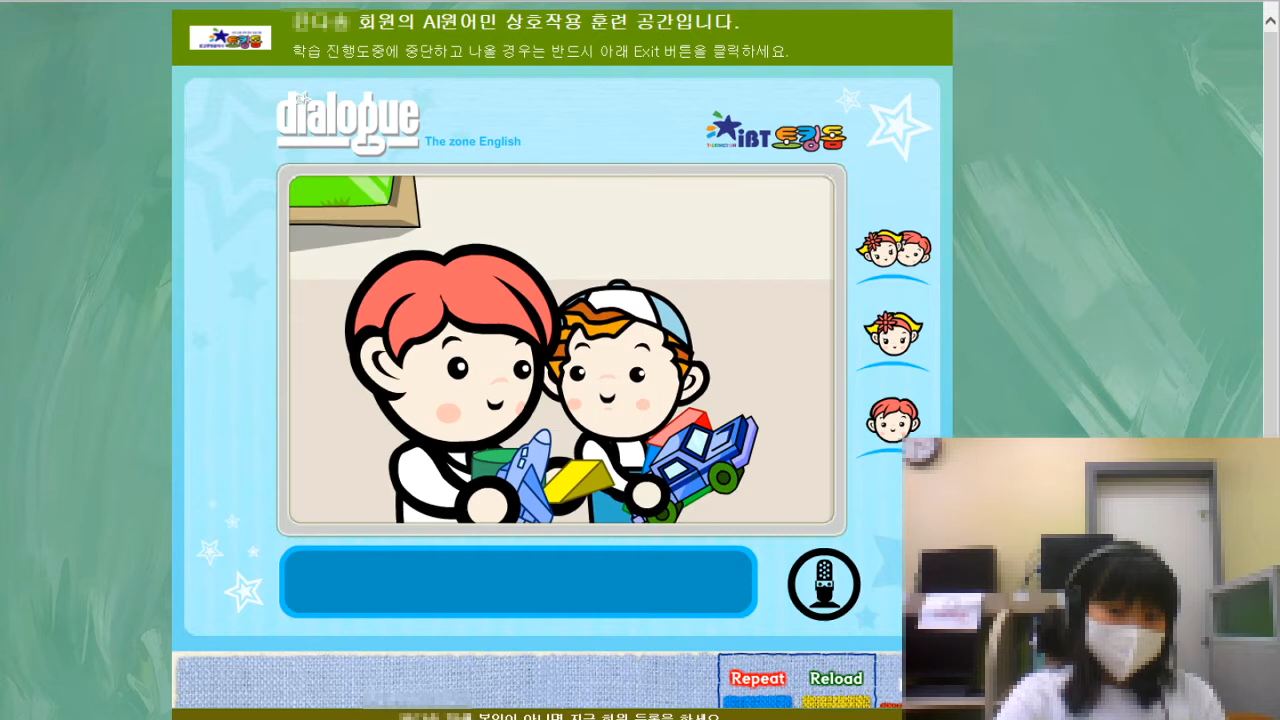 회원의 AI원어민 상호작용 훈련 공간입니다.
학습 진행도중에 중단하고 나올 경우는 반드시 아래 Exit 버튼을 클릭하세요.
dialogue
The zone English
iBT 토킹톰
Repeat
Reload
본인이 아니면 지금 회원 등록을 하세요